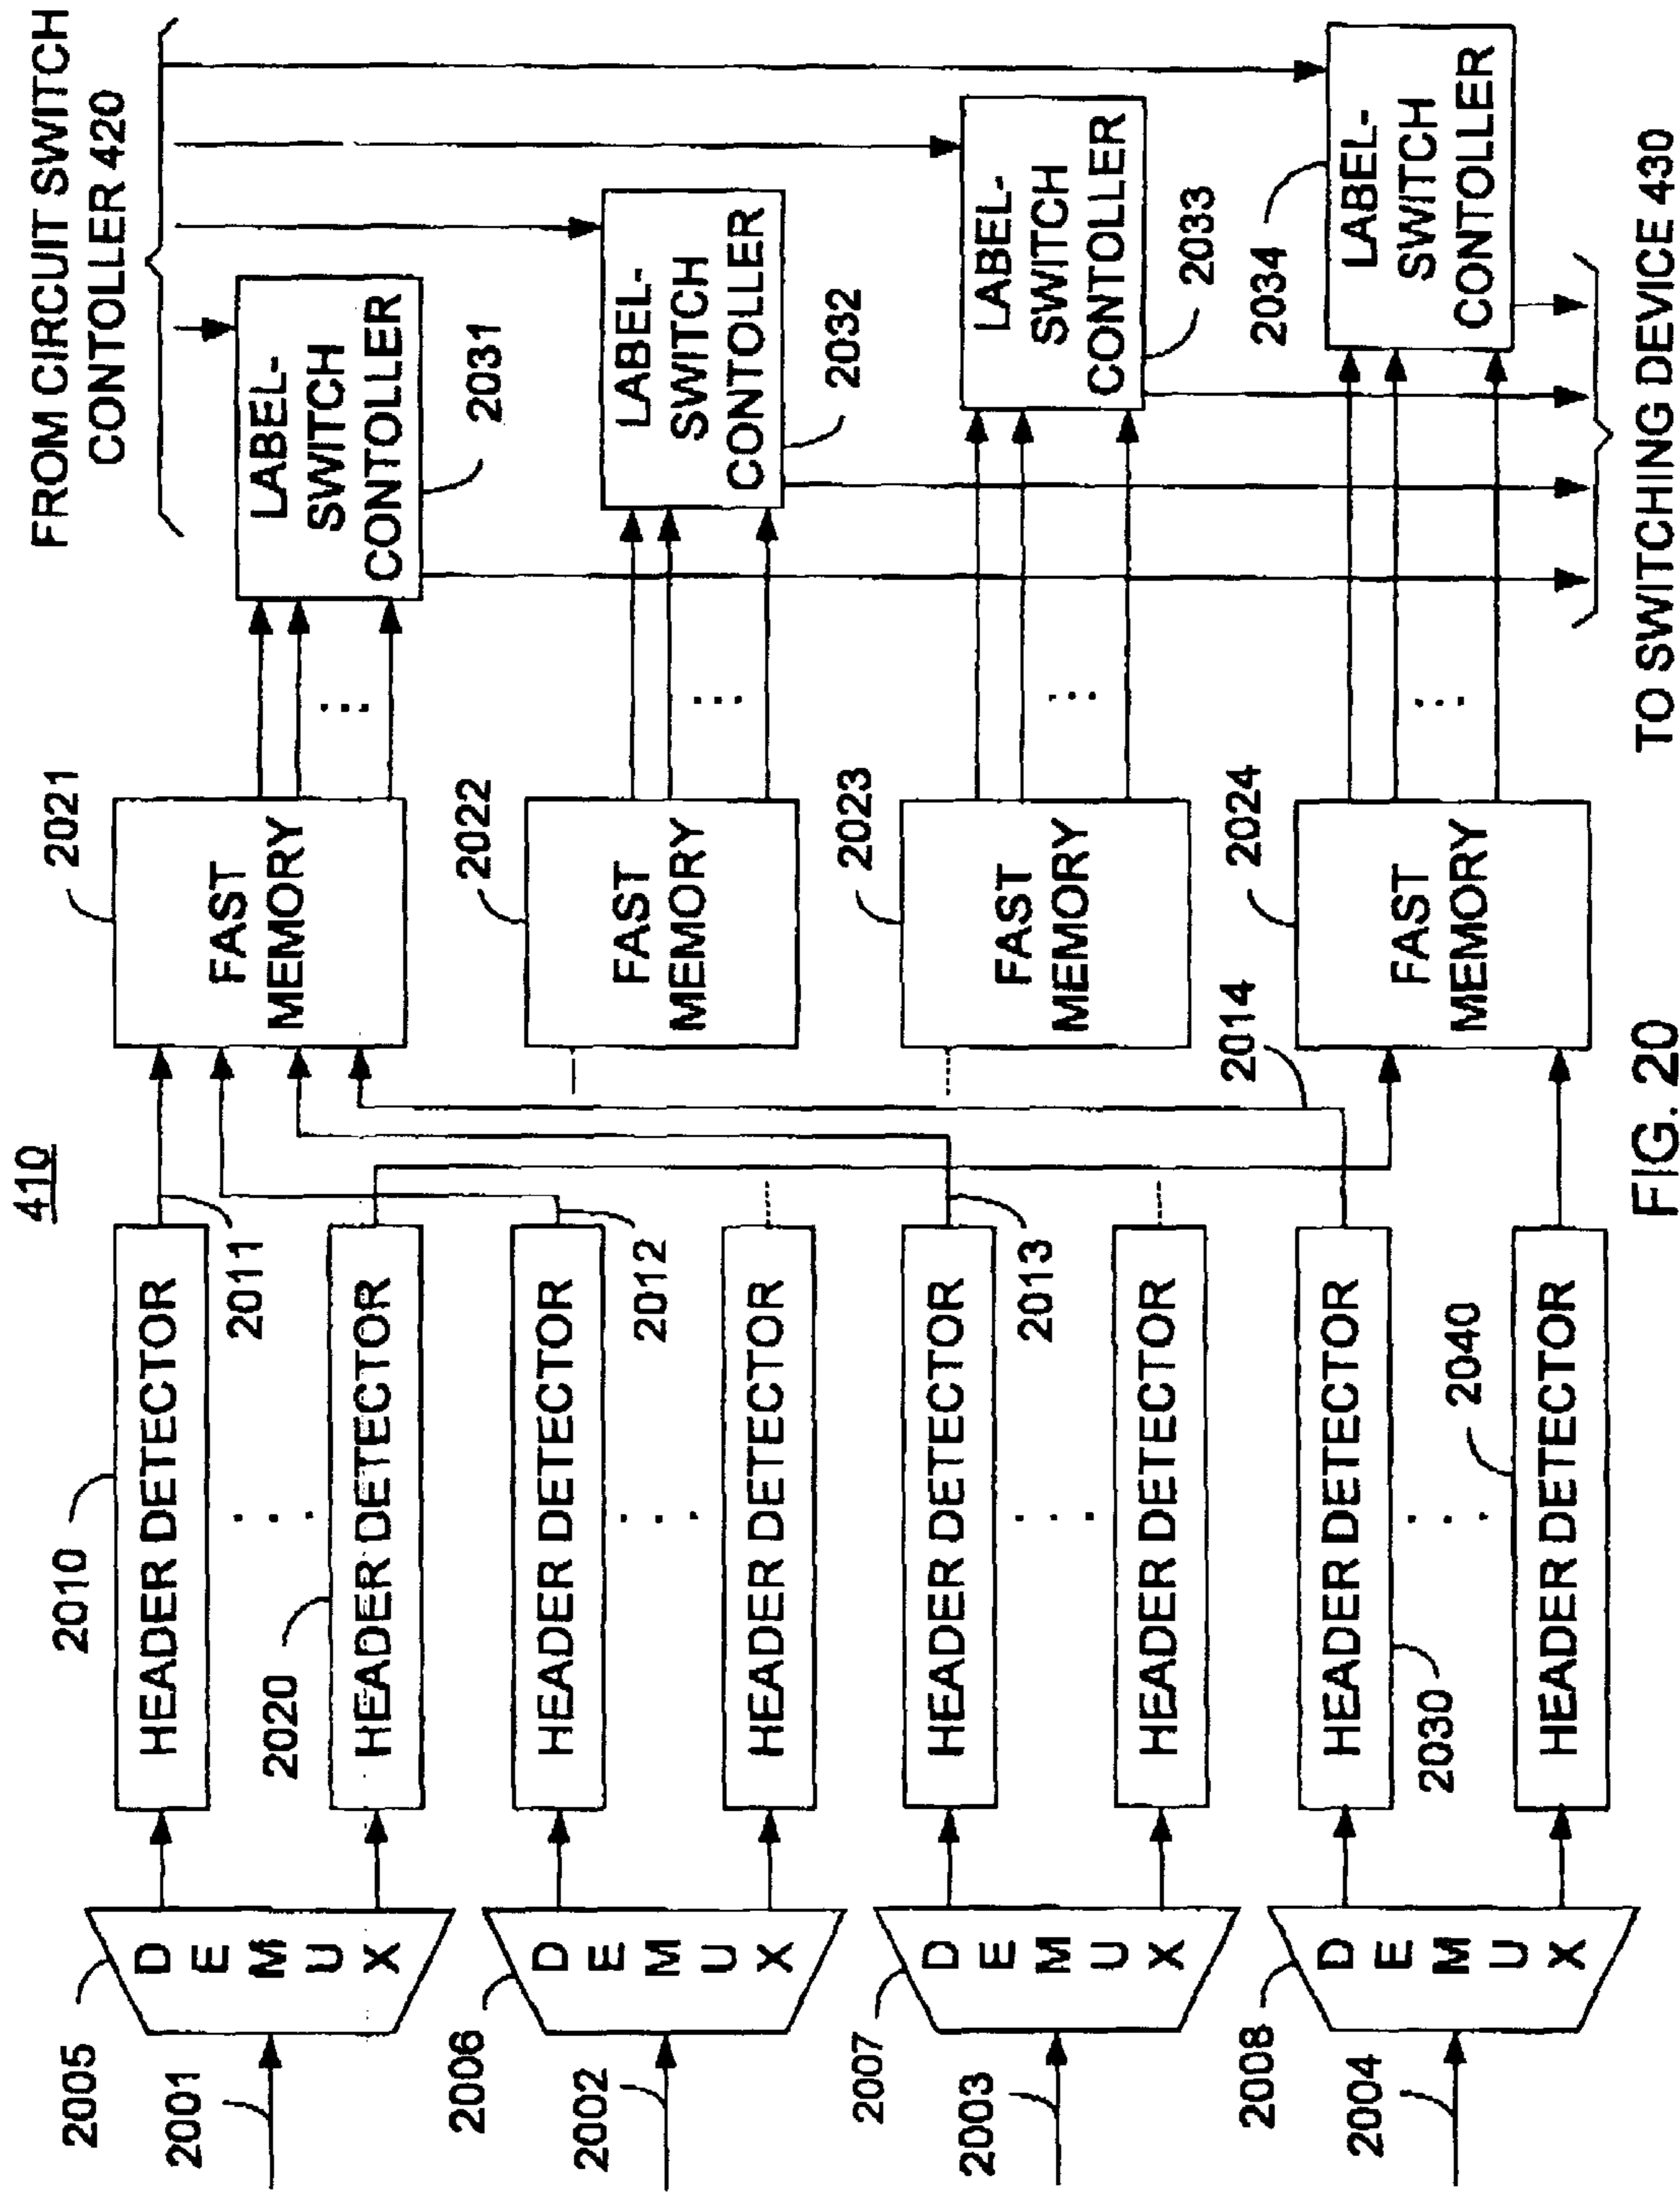 410
FROM CIRCUIT SWITCH
CONTOLLER 420
2005
2001
DEMUX
2010
HEADER DETECTOR
2011
2020
HEADER DETECTOR
2021
FAST
MEMORY
LABEL-
SWITCH
CONTOLLER
2031
2006
2002
DEMUX
HEADER DETECTOR
2012
HEADER DETECTOR
2022
FAST
MEMORY
LABEL-
SWITCH
CONTOLLER
2032
2007
2003
DEMUX
HEADER DETECTOR
2013
HEADER DETECTOR
2023
FAST
MEMORY
LABEL-
SWITCH
CONTOLLER
2033
2008
2004
DEMUX
HEADER DETECTOR
2030
2014
2040
HEADER DETECTOR
2024
FAST
MEMORY
2034
LABEL-
SWITCH
CONTOLLER
TO SWITCHING DEVICE 430
FIG. 20